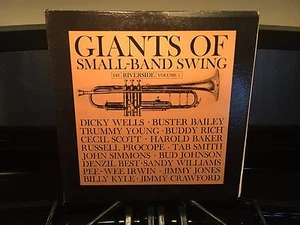 GIANTS OF
SMALL-BAND SWING
RIVERSIDE VOLUME 1
DICKY WELLS · BUSTER BAILEY
TRUMMY YOUNG · BUDDY RICH
CECIL SCOTT · HAROLD BAKER
RUSSELL PROCOPE · TAB SMITH
JOHN SIMMONS · BUD JOHNSON
DENZIL BEST · SANDY WILLIAMS
PEE-WEE IRWIN · JIMMY JONES
BILLY KYLE · JIMMY CRAWFORD